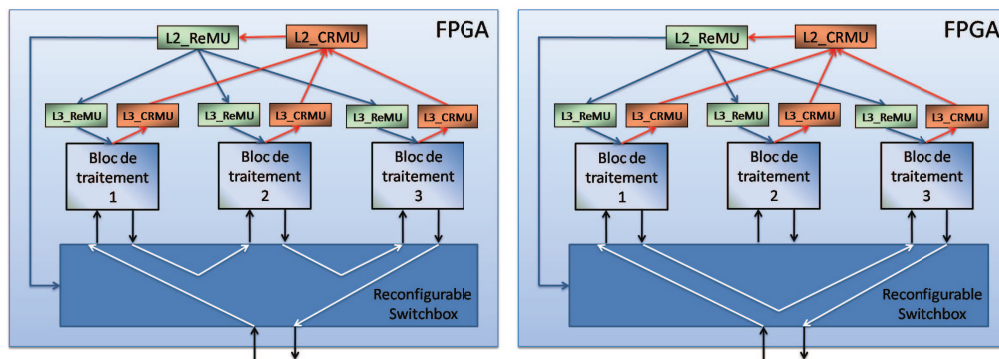 FPGA
L2_ReMU
L2_CRMU
L3_ReMU
L3_CRMU
L3_ReMU
L3_CRMU
L3_ReMU
L3_CRMU
Bloc de
traitement
1
Bloc de
traitement
2
Bloc de
traitement
3
Reconfigurable
Switchbox
FPGA
L2_ReMU
L2_CRMU
L3_ReMU
L3_CRMU
L3_ReMU
L3_CRMU
L3_ReMU
L3_CRMU
Bloc de
traitement
1
Bloc de
traitement
2
Bloc de
traitement
3
Reconfigurable
Switchbox